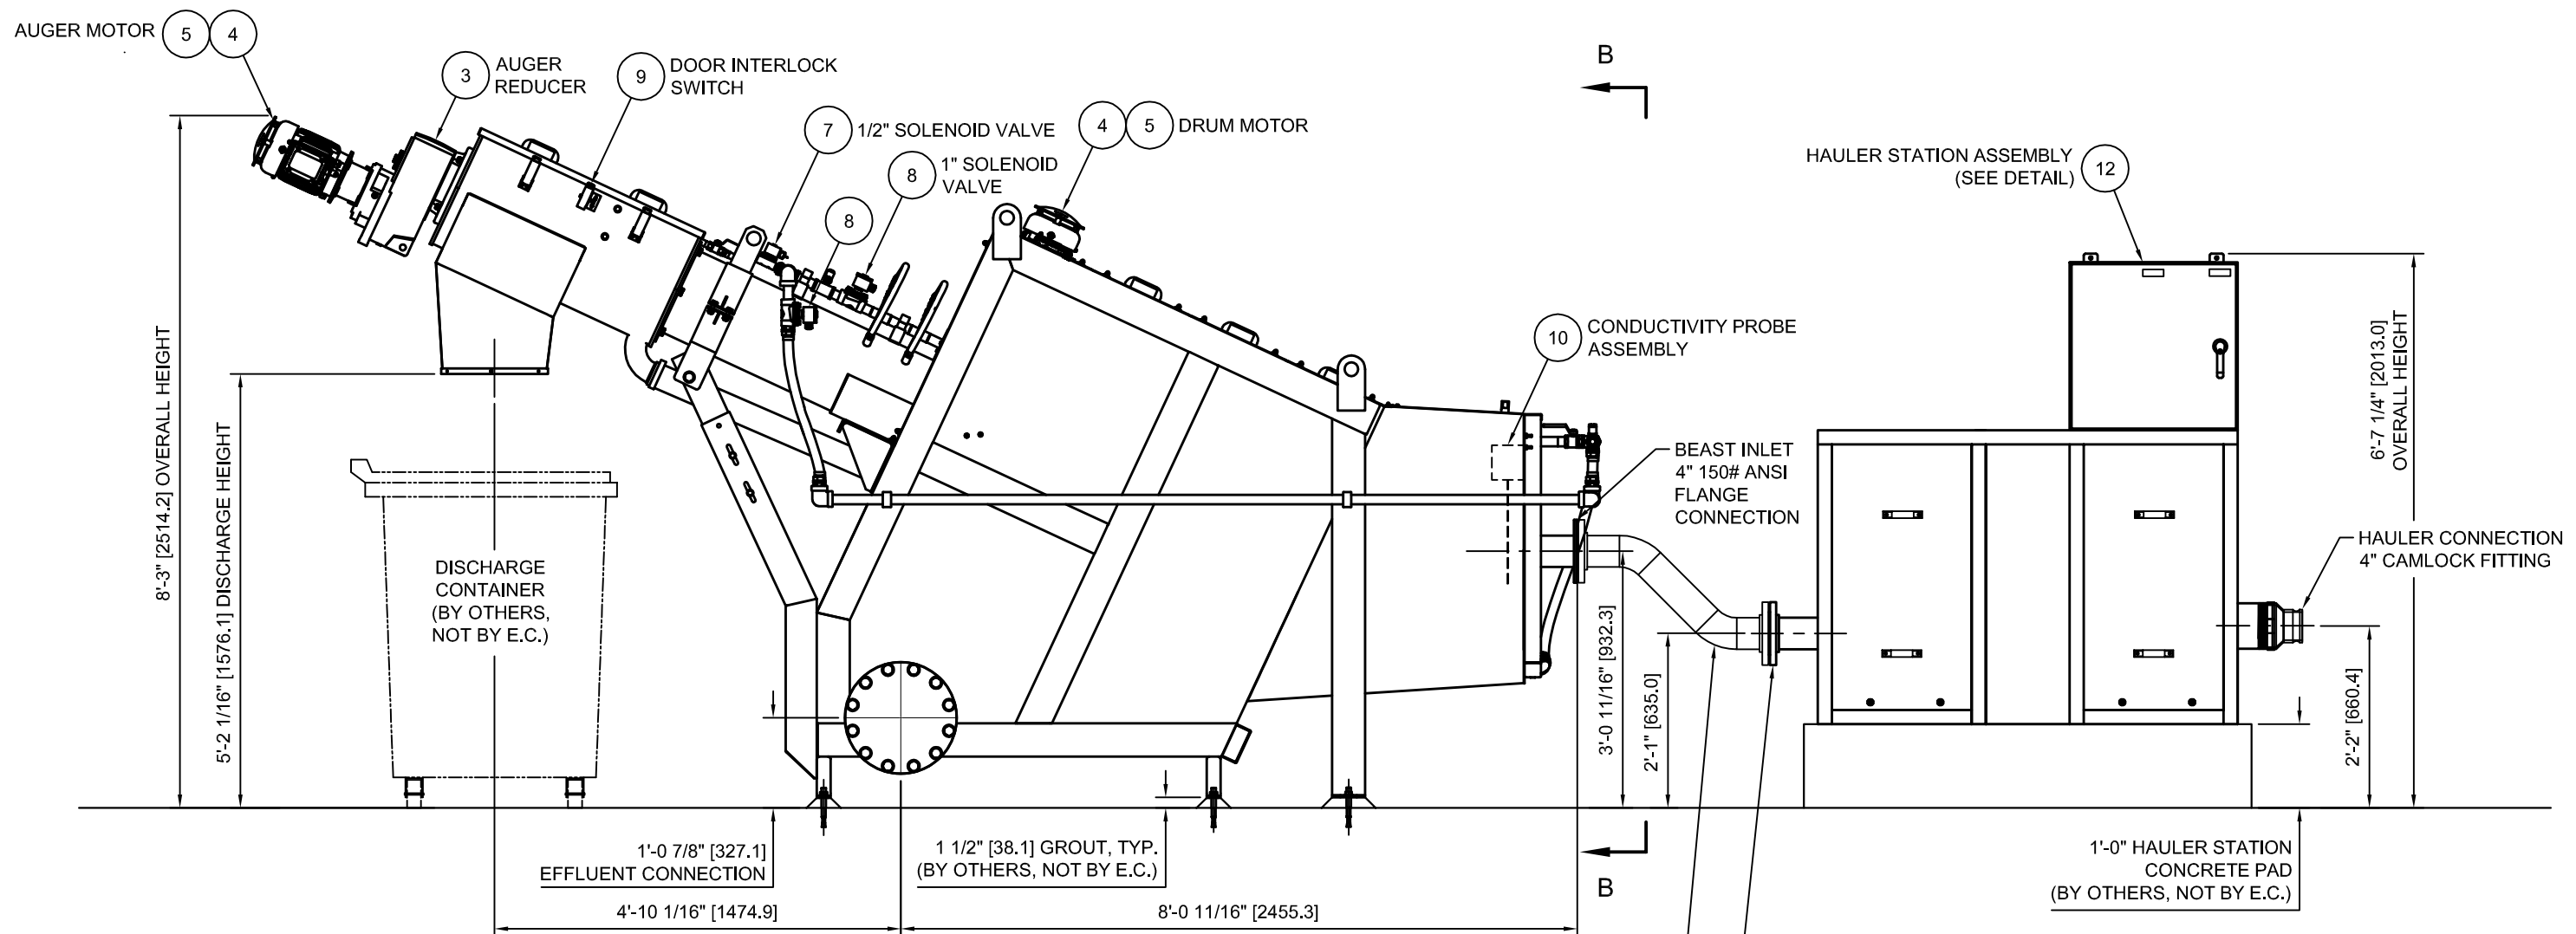 AUGER MOTOR 5 4
3 AUGER
REDUCER
9 DOOR INTERLOCK
SWITCH
7 1/2" SOLENOID VALVE
8 1" SOLENOID
VALVE
8
4 5 DRUM MOTOR
B
HAULER STATION ASSEMBLY
(SEE DETAIL) 12
10 CONDUCTIVITY PROBE
ASSEMBLY
BEAST INLET
4" 150# ANSI
FLANGE
CONNECTION
HAULER CONNECTION
4" CAMLOCK FITTING
8'-3" [2514.2] OVERALL HEIGHT
5'-2 1/16" [1576.1] DISCHARGE HEIGHT
DISCHARGE
CONTAINER
(BY OTHERS,
NOT BY E.C.)
3'-0 11/16" [932.3]
2'-1" [635.0]
6'-7 1/4" [2013.0]
OVERALL HEIGHT
2'-2" [660.4]
1'-0 7/8" [327.1]
EFFLUENT CONNECTION
1 1/2" [38.1] GROUT, TYP.
(BY OTHERS, NOT BY E.C.)
B
1'-0" HAULER STATION
CONCRETE PAD
(BY OTHERS, NOT BY E.C.)
4'-10 1/16" [1474.9]
8'-0 11/16" [2455.3]